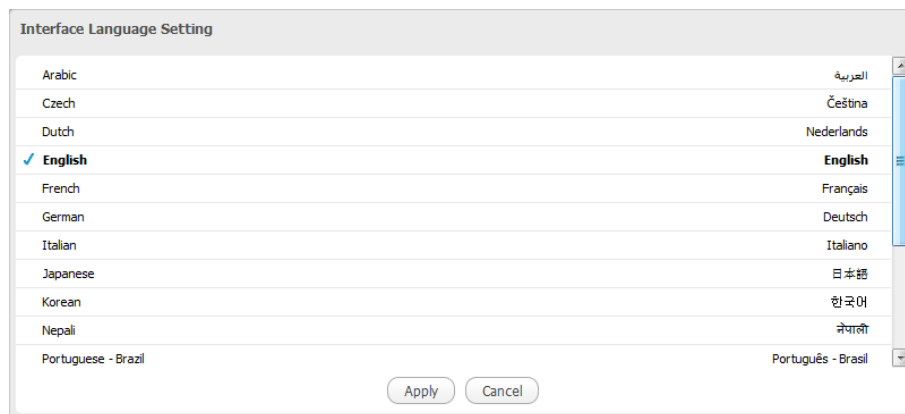 Interface Language Setting
Arabic العربية
Czech Čeština
Dutch Nederlands
English English
French Français
German Deutsch
Italian Italiano
Japanese 日本語
Korean 한국어
Nepali नेपाली
Portuguese - Brazil Português - Brasil
Apply Cancel